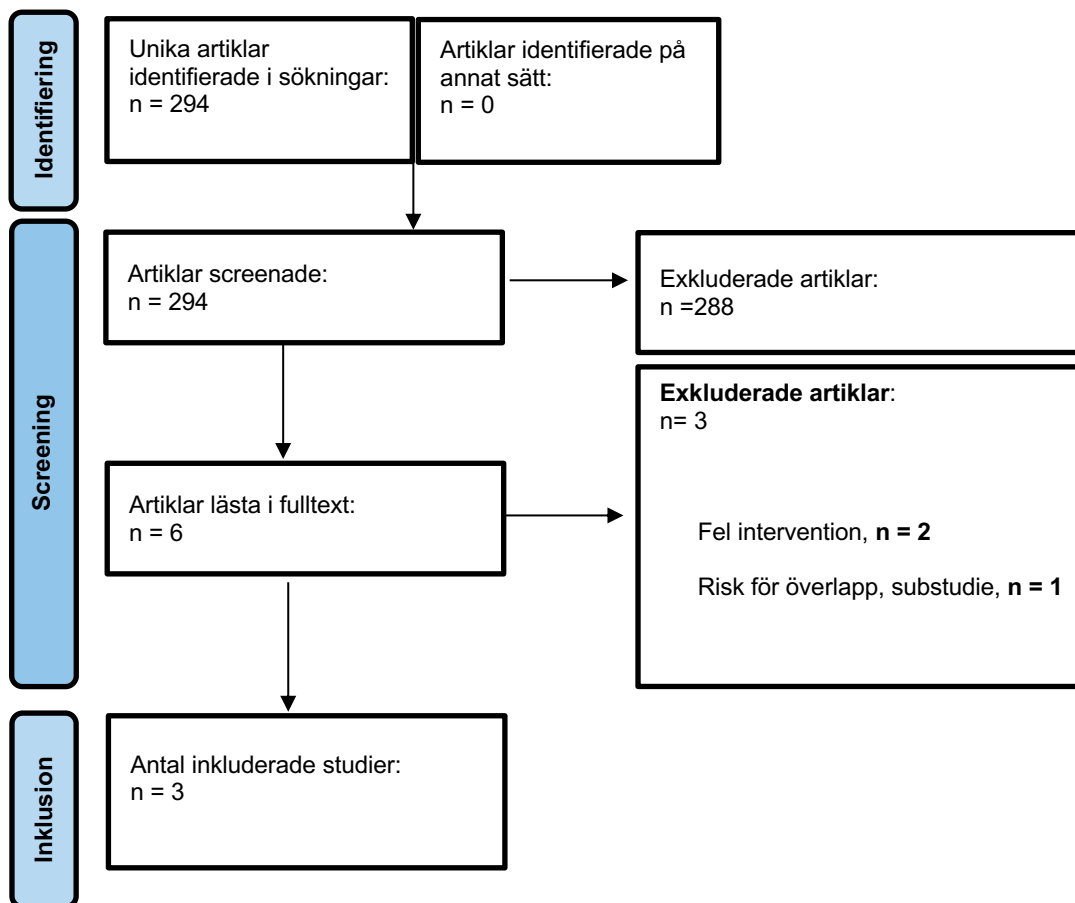 Identifiering
Unika artiklar
identifierade i sökningar:
n = 294
Artiklar identifierade på
annat sätt:
n = 0
Screening
Artiklar screenade:
n = 294
Exkluderade artiklar:
n =288
Artiklar lästa i fulltext:
n = 6
Exkluderade artiklar:
n= 3
Fel intervention, n = 2
Risk för överlapp, substudie, n = 1
Inklusion
Antal inkluderade studier:
n = 3